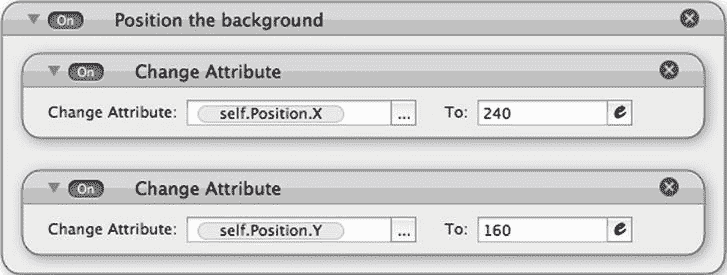 On Position the background
On Change Attribute
Change Attribute: self.Position.X ... To: 240 e
On Change Attribute
Change Attribute: self.Position.Y ... To: 160 e